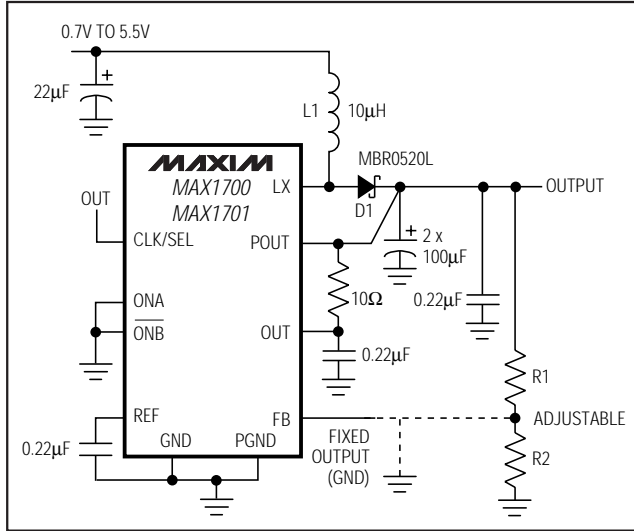 0.7V TO 5.5V
22μF
+
L1
10μH
MAXIM
MAX1700
MAX1701
LX
MBR0520L
D1
OUTPUT
OUT
CLK/SEL
POUT
+
2 x
100μF
10Ω
0.22μF
ONA
ONB
OUT
0.22μF
R1
REF
FB
ADJUSTABLE
0.22μF
GND
PGND
FIXED
OUTPUT
(GND)
R2